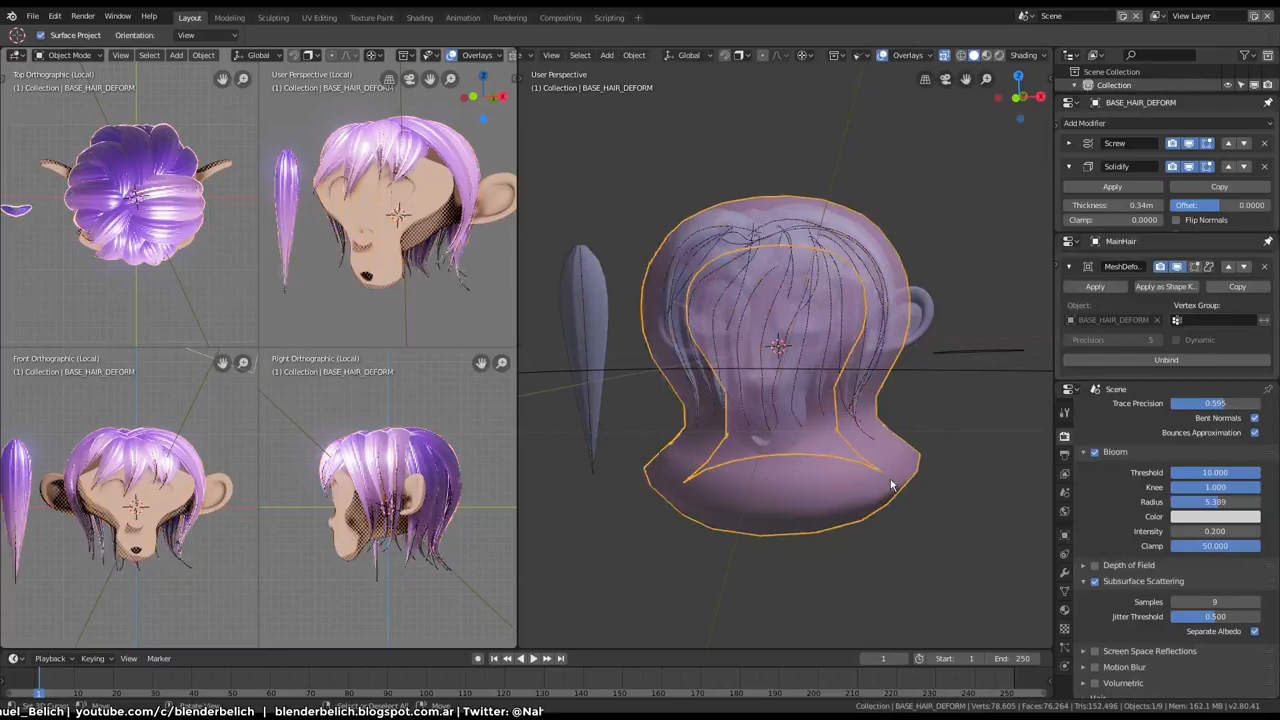 File Edit Render Window Help Layout Modeling Sculpting UV Editing Texture Paint Shading Animation Rendering Compositing Scripting + Scene View Layer
Surface Project Orientation: View
Object Mode View Select Add Object Global Overlays View Select Add Object Global Overlays Shading
Top Orthographic (Local)
(1) Collection | BASE_HAIR_DEFORM
User Perspective (Local)
(1) Collection | BASE_HAIR_DEFORM
User Perspective
(1) Collection | BASE_HAIR_DEFORM
Front Orthographic (Local)
(1) Collection | BASE_HAIR_DEFORM
Right Orthographic (Local)
(1) Collection | BASE_HAIR_DEFORM
Scene Collection
Collection
BASE_HAIR_DEFORM
Add Modifier
Screw
Solidify
Apply Copy
Thickness: 0.34m Offset: 0.0000
Clamp: 0.0000 Flip Normals
MainHair
MeshDefo..
Apply Apply as Shape K.. Copy
Object: Vertex Group:
BASE_HAIR_DEFORM
Precision: 5 Dynamic
Unbind
Scene
Trace Precision 0.595
Bent Normals
Bounces Approximation
Bloom
Threshold 10.000
Knee 1.000
Radius 5.389
Color
Intensity 0.200
Clamp 50.000
Depth of Field
Subsurface Scattering
Samples 9
Jitter Threshold 0.500
Separate Albedo
Screen Space Reflections
Motion Blur
Volumetric
Playback Keying View Marker 1 Start: 1 End: 250
1 10 20 30 40 50 60 70 80 90 100 110 120 130 140 150 160 170 180 190 200 210 220 230 240 250
Collection | BASE_HAIR_DEFORM | Verts:78,605 | Faces:76,264 | Tris:152,496 | Objects:1/9 | Mem: 162.1 MB | v2.80.41
uel_Belich | youtube.com/c/blenderbelich | blenderbelich.blogspot.com.ar | Twitter: @Nal